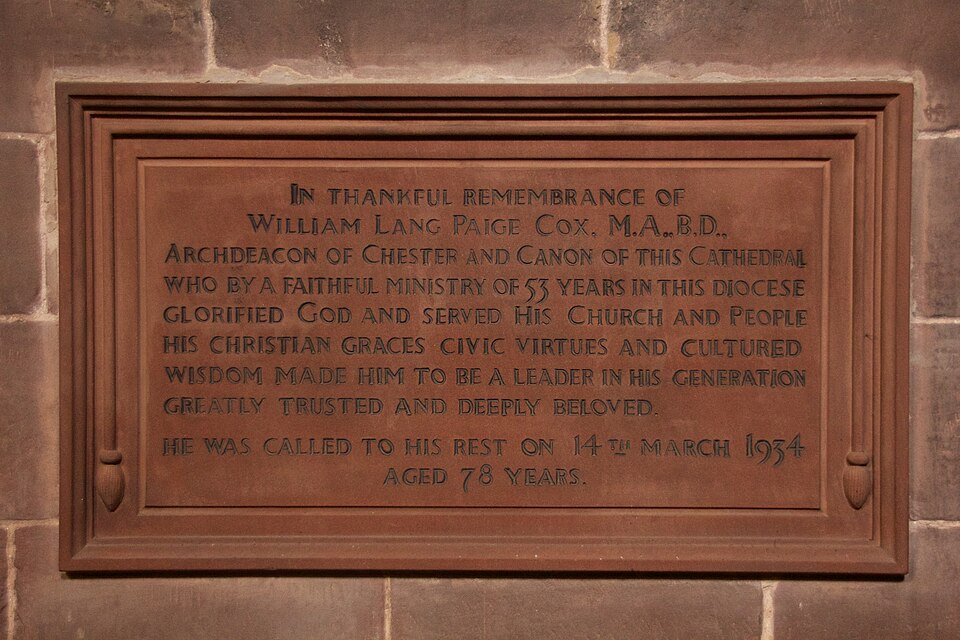 In thankful remembrance of
William Lang Paige Cox, M.A., B.D.,
Archdeacon of Chester and Canon of this Cathedral
who by a faithful ministry of 53 years in this diocese
glorified God and served His Church and People
his christian graces civic virtues and cultured
wisdom made him to be a leader in his generation
greatly trusted and deeply beloved.
He was called to his rest on 14th March 1934
aged 78 years.